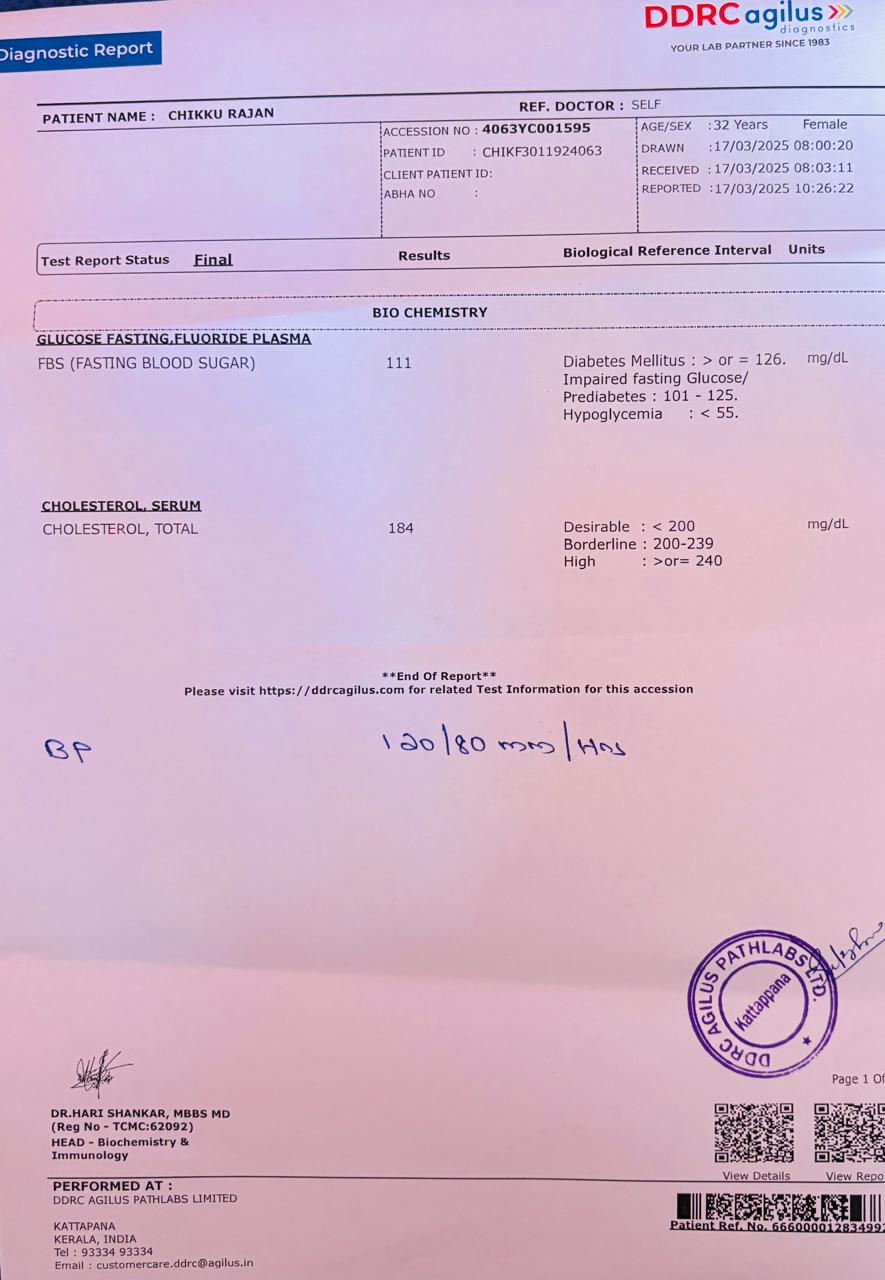 DDRC agilus
diagnostics
YOUR LAB PARTNER SINCE 1983
Diagnostic Report
PATIENT NAME : CHIKKU RAJAN
REF. DOCTOR : SELF
ACCESSION NO : 4063YC001595
PATIENT ID : CHIKF3011924063
CLIENT PATIENT ID:
ABHA NO :
AGE/SEX :32 Years Female
DRAWN :17/03/2025 08:00:20
RECEIVED :17/03/2025 08:03:11
REPORTED :17/03/2025 10:26:22
Test Report Status Final Results Biological Reference Interval Units
BIO CHEMISTRY
GLUCOSE FASTING,FLUORIDE PLASMA
FBS (FASTING BLOOD SUGAR) 111 Diabetes Mellitus : > or = 126. mg/dL
Impaired fasting Glucose/
Prediabetes : 101 - 125.
Hypoglycemia : < 55.
CHOLESTEROL, SERUM
CHOLESTEROL, TOTAL 184 Desirable : < 200 mg/dL
Borderline : 200-239
High : >or= 240
**End Of Report**
Please visit https://ddrcagilus.com for related Test Information for this accession
BP 120/80 mm/
DDRC AGILUS PATHLABS LTD.
Kattappana
Page 1 Of
DR.HARI SHANKAR, MBBS MD
(Reg No - TCMC:62092)
HEAD - Biochemistry &
Immunology
View Details View Repo
PERFORMED AT :
DDRC AGILUS PATHLABS LIMITED
KATTAPANA
KERALA, INDIA
Tel : 93334 93334
Email : customercare.ddrc@agilus.in
Patient Ref. No. 666000012834992